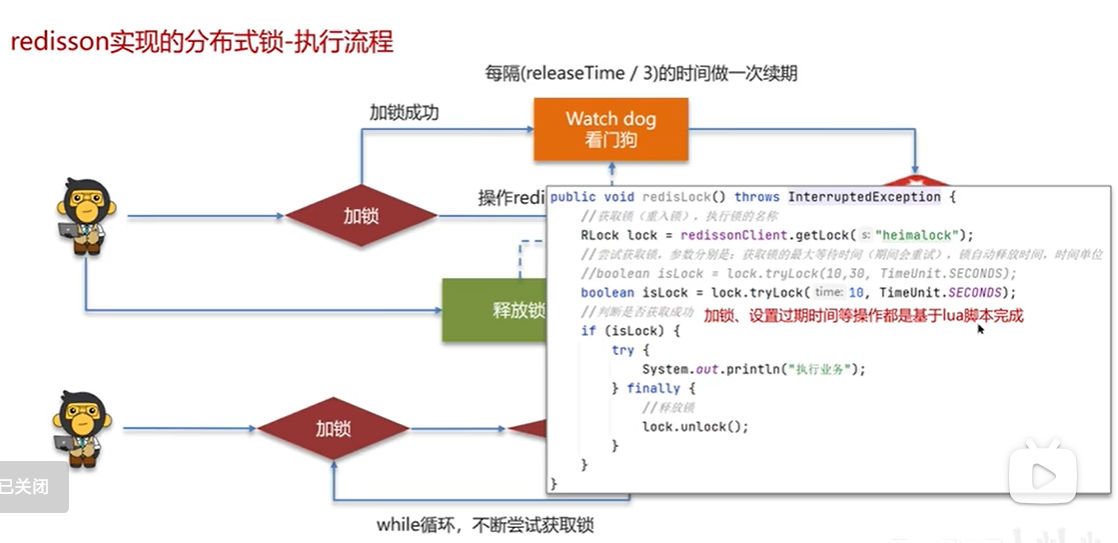 redisson实现的分布式锁-执行流程
每隔(releaseTime / 3)的时间做一次续期
加锁成功
Watch dog
看门狗
加锁
操作redi
释放锁
public void redisLock() throws InterruptedException {
//获取锁（重入锁），执行锁的名称
RLock lock = redissonClient.getLock( s: "heimalock");
//尝试获取锁，参数分别是：获取锁的最大等待时间（期间会重试），锁自动释放时间，时间单位
//boolean isLock = lock.tryLock(10,30, TimeUnit.SECONDS);
boolean isLock = lock.tryLock( time: 10, TimeUnit.SECONDS);
//判断是否获取成功
加锁、设置过期时间等操作都是基于lua脚本完成
if (isLock) {
try {
System.out.println("执行业务");
} finally {
//释放锁
lock.unlock();
}
}
}
加锁
已关闭
while循环，不断尝试获取锁